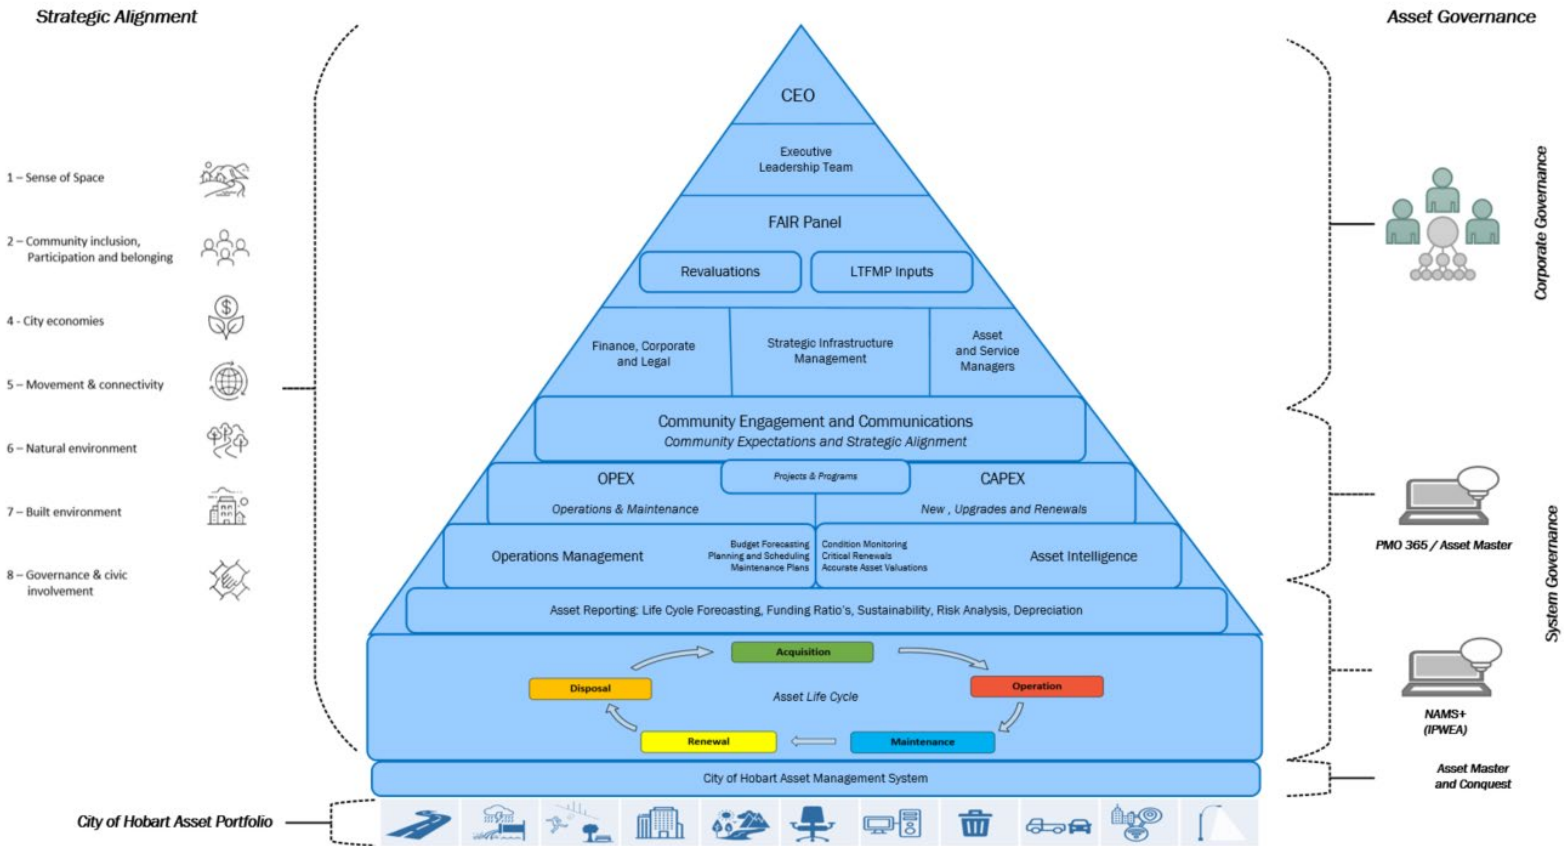 Strategic Alignment
1 – Sense of Space
2 – Community inclusion,
Participation and belonging
4 - City economies
5 – Movement & connectivity
6 – Natural environment
7 – Built environment
8 – Governance & civic
involvement
CEO
Executive
Leadership Team
FAIR Panel
Revaluations
LTFMP Inputs
Finance, Corporate
and Legal
Strategic Infrastructure
Management
Asset
and Service
Managers
Community Engagement and Communications
Community Expectations and Strategic Alignment
OPEX
Projects & Programs
CAPEX
Operations & Maintenance
New , Upgrades and Renewals
Operations Management
Budget Forecasting
Planning and Scheduling
Maintenance Plans
Condition Monitoring
Critical Renewals
Accurate Asset Valuations
Asset Intelligence
Asset Reporting: Life Cycle Forecasting, Funding Ratio's, Sustainability, Risk Analysis, Depreciation
Acquisition
Disposal
Operation
Asset Life Cycle
Renewal
Maintenance
City of Hobart Asset Management System
City of Hobart Asset Portfolio
Asset Governance
Corporate Governance
PMO 365 / Asset Master
System Governance
NAMS+
(IPWEA)
Asset Master
and Conquest